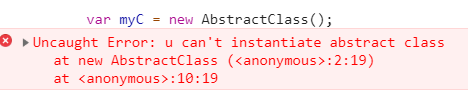 var myC = new AbstractClass();
Uncaught Error: u can't instantiate abstract class
at new AbstractClass (<anonymous>:2:19)
at <anonymous>:10:19